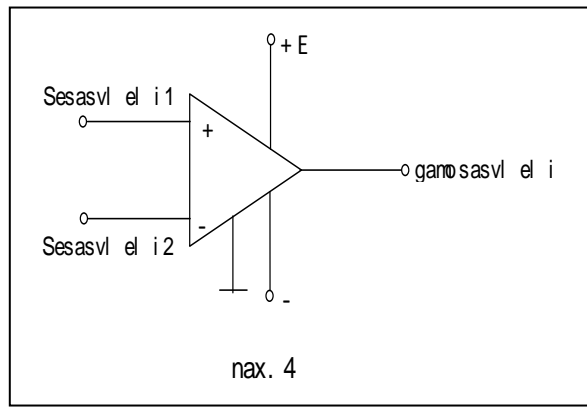 + E
Sesasvl el i 1
+
gamosasvl el i
-
Sesasvl el i 2
-
nax. 4